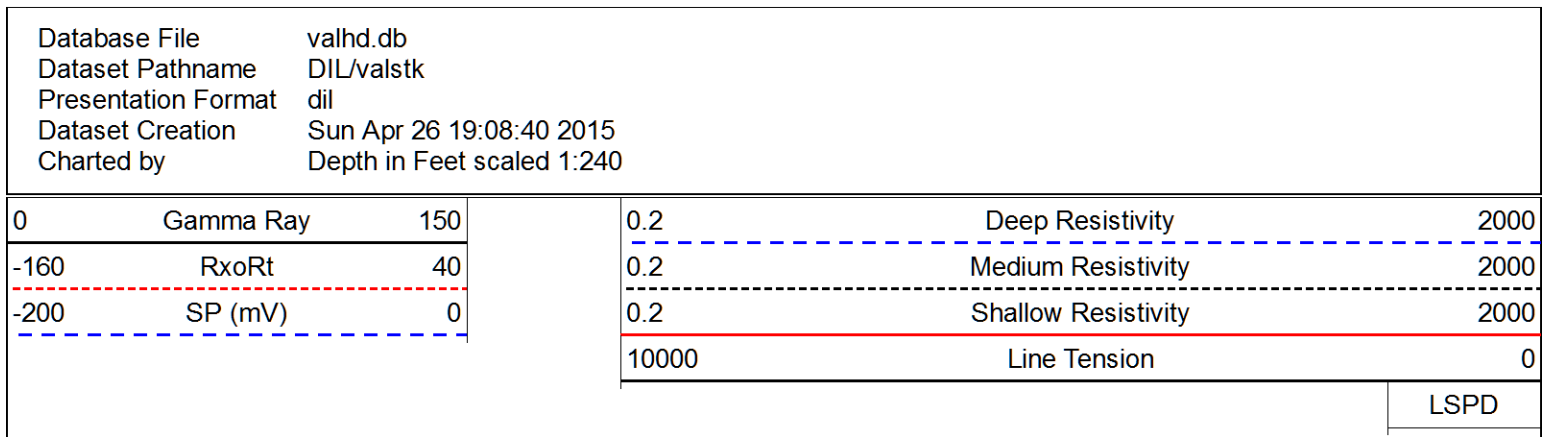 Database File valhd.db
Dataset Pathname DIL/valstk
Presentation Format dil
Dataset Creation Sun Apr 26 19:08:40 2015
Charted by Depth in Feet scaled 1:240
0 Gamma Ray 150 0.2 Deep Resistivity 2000
-160 RxoRt 40 0.2 Medium Resistivity 2000
-200 SP (mV) 0 0.2 Shallow Resistivity 2000
10000 Line Tension 0
LSPD